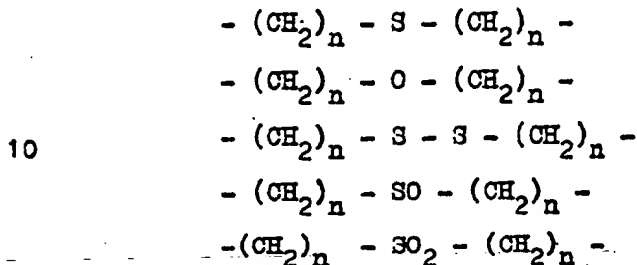 - (CH2)n - S - (CH2)n -
- (CH2)n - O - (CH2)n -
10 - (CH2)n - S - S - (CH2)n -
- (CH2)n - SO - (CH2)n -
-(CH2)n - SO2 - (CH2)n -